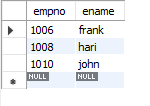 empno ename
1006 frank
1008 hari
1010 john
NULL NULL